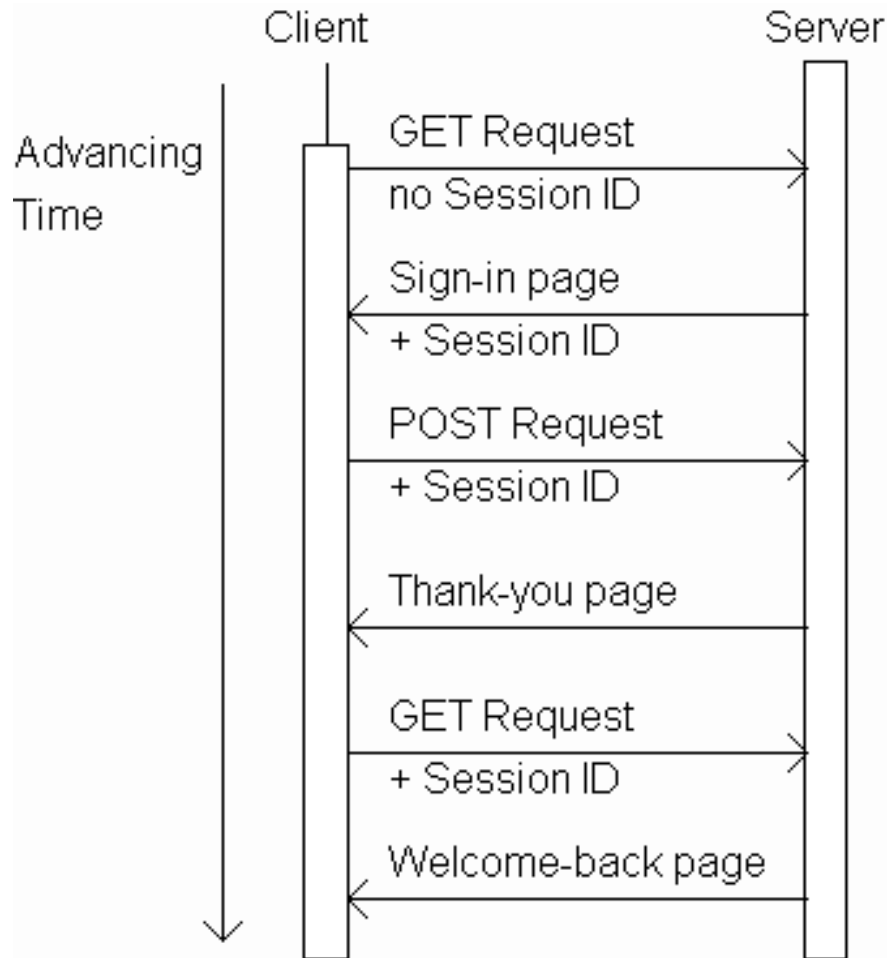 Client
Server
Advancing
Time
GET Request
no Session ID
Sign-in page
+ Session ID
POST Request
+ Session ID
Thank-you page
GET Request
+ Session ID
Welcome-back page